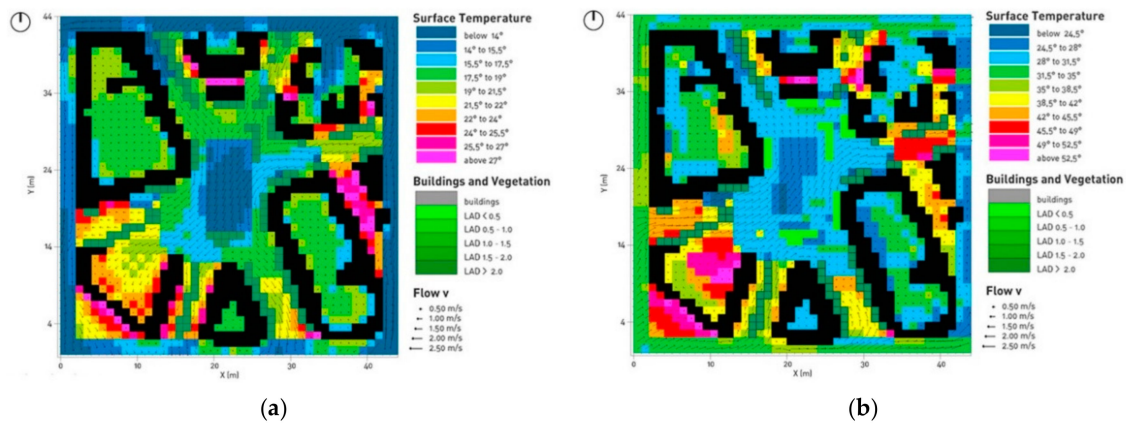 44
34
24
14
4
Y (m)
0
10
20
30
40
X (m)
Surface Temperature
below 14°
14° to 15,5°
15,5° to 17,5°
17,5° to 19°
19° to 21,5°
21,5° to 22°
22° to 24°
24° to 25,5°
25,5° to 27°
above 27°
Buildings and Vegetation
buildings
LAD < 0.5
LAD 0.5 - 1.0
LAD 1.0 - 1.5
LAD 1.5 - 2.0
LAD > 2.0
Flow v
0.50 m/s
1.00 m/s
1.50 m/s
2.00 m/s
2.50 m/s
(a)
44
34
24
14
4
Y (m)
0
10
20
30
40
X (m)
Surface Temperature
below 24,5°
24,5° to 28°
28° to 31,5°
31,5° to 35°
35° to 38,5°
38,5° to 42°
42° to 45,5°
45,5° to 49°
49° to 52,5°
above 52,5°
Buildings and Vegetation
buildings
LAD < 0.5
LAD 0.5 - 1.0
LAD 1.0 - 1.5
LAD 1.5 - 2.0
LAD > 2.0
Flow v
0.50 m/s
1.00 m/s
1.50 m/s
2.00 m/s
2.50 m/s
(b)